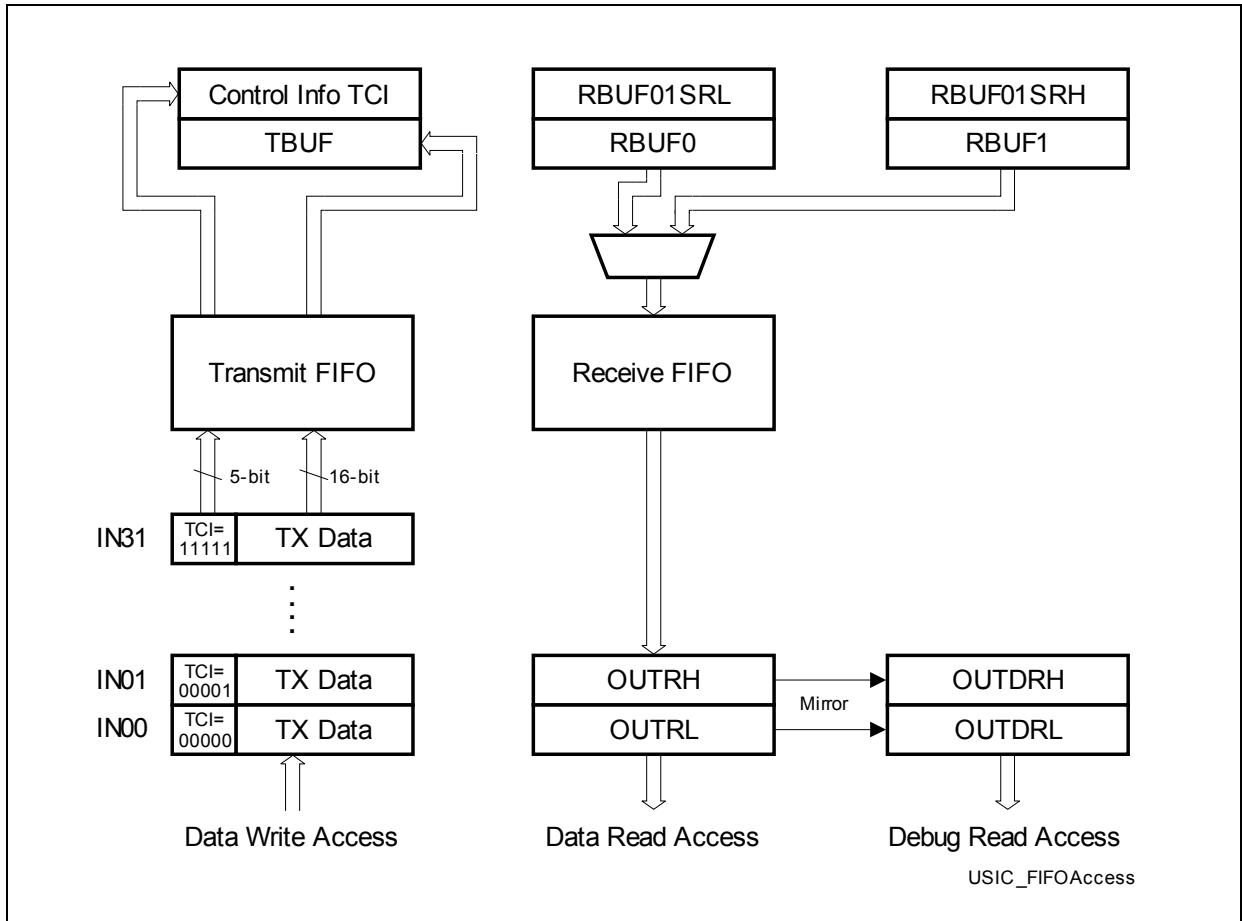 Control Info TCI
TBUF
RBUF01SRL
RBUF0
RBUF01SRH
RBUF1
Transmit FIFO
Receive FIFO
5-bit
16-bit
IN31
TCI=
11111
TX Data
IN01
TCI=
00001
TX Data
IN00
TCI=
00000
TX Data
OUTRH
OUTRL
Mirror
OUTDRH
OUTDRL
Data Write Access
Data Read Access
Debug Read Access
USIC_FIFOAccess